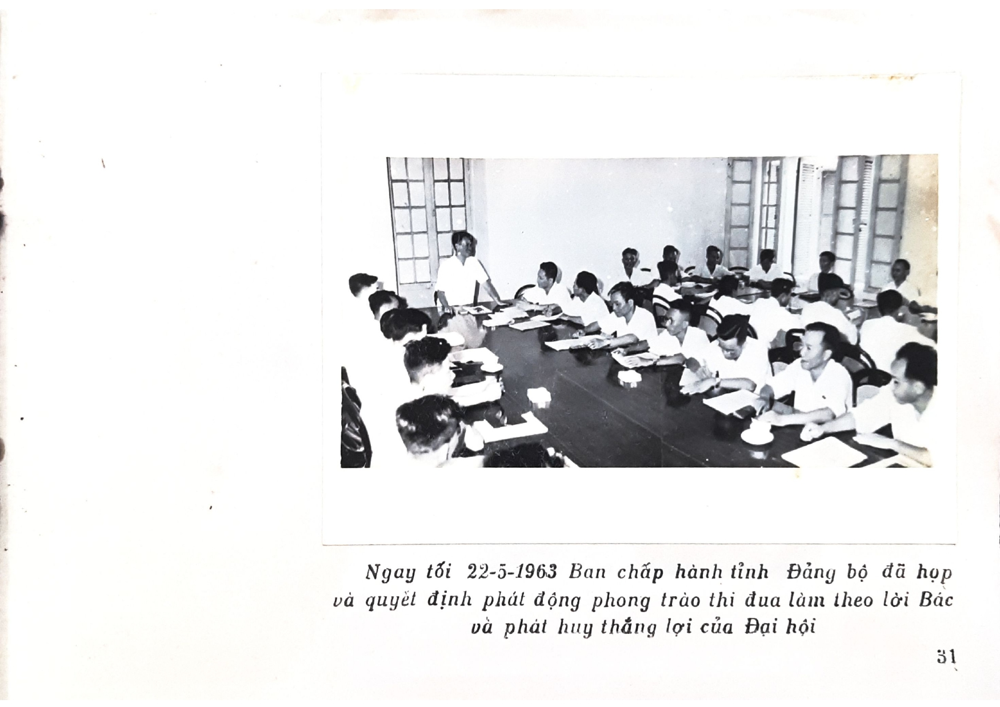 Ngay tối 22-5-1963 Ban chấp hành tỉnh Đảng bộ đã họp
và quyết định phát động phong trào thi đua làm theo lời Bác
và phát huy thắng lợi của Đại hội
31